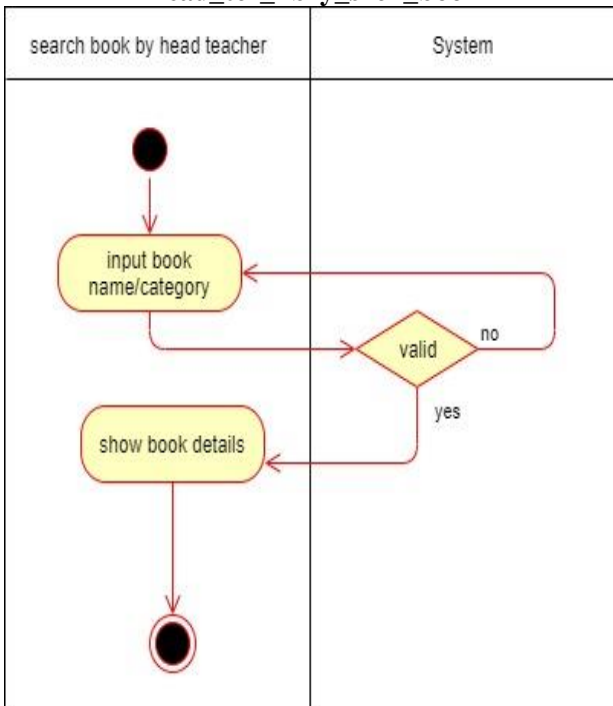 search book by head teacher
System
input book
name/category
valid
no
yes
show book details